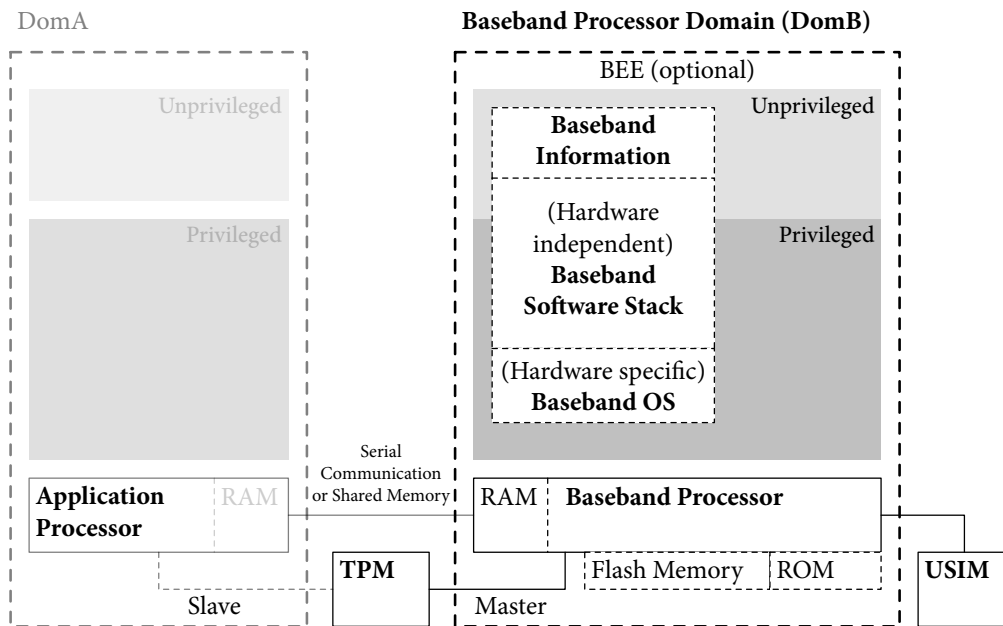 DomA
Unprivileged
Privileged
Application
Processor
RAM
Slave
Serial
Communication
or Shared Memory
TPM
Baseband Processor Domain (DomB)
BEE (optional)
Unprivileged
Baseband
Information
Privileged
(Hardware
independent)
Baseband
Software Stack
(Hardware specific)
Baseband OS
RAM
Baseband Processor
Flash Memory
ROM
Master
USIM